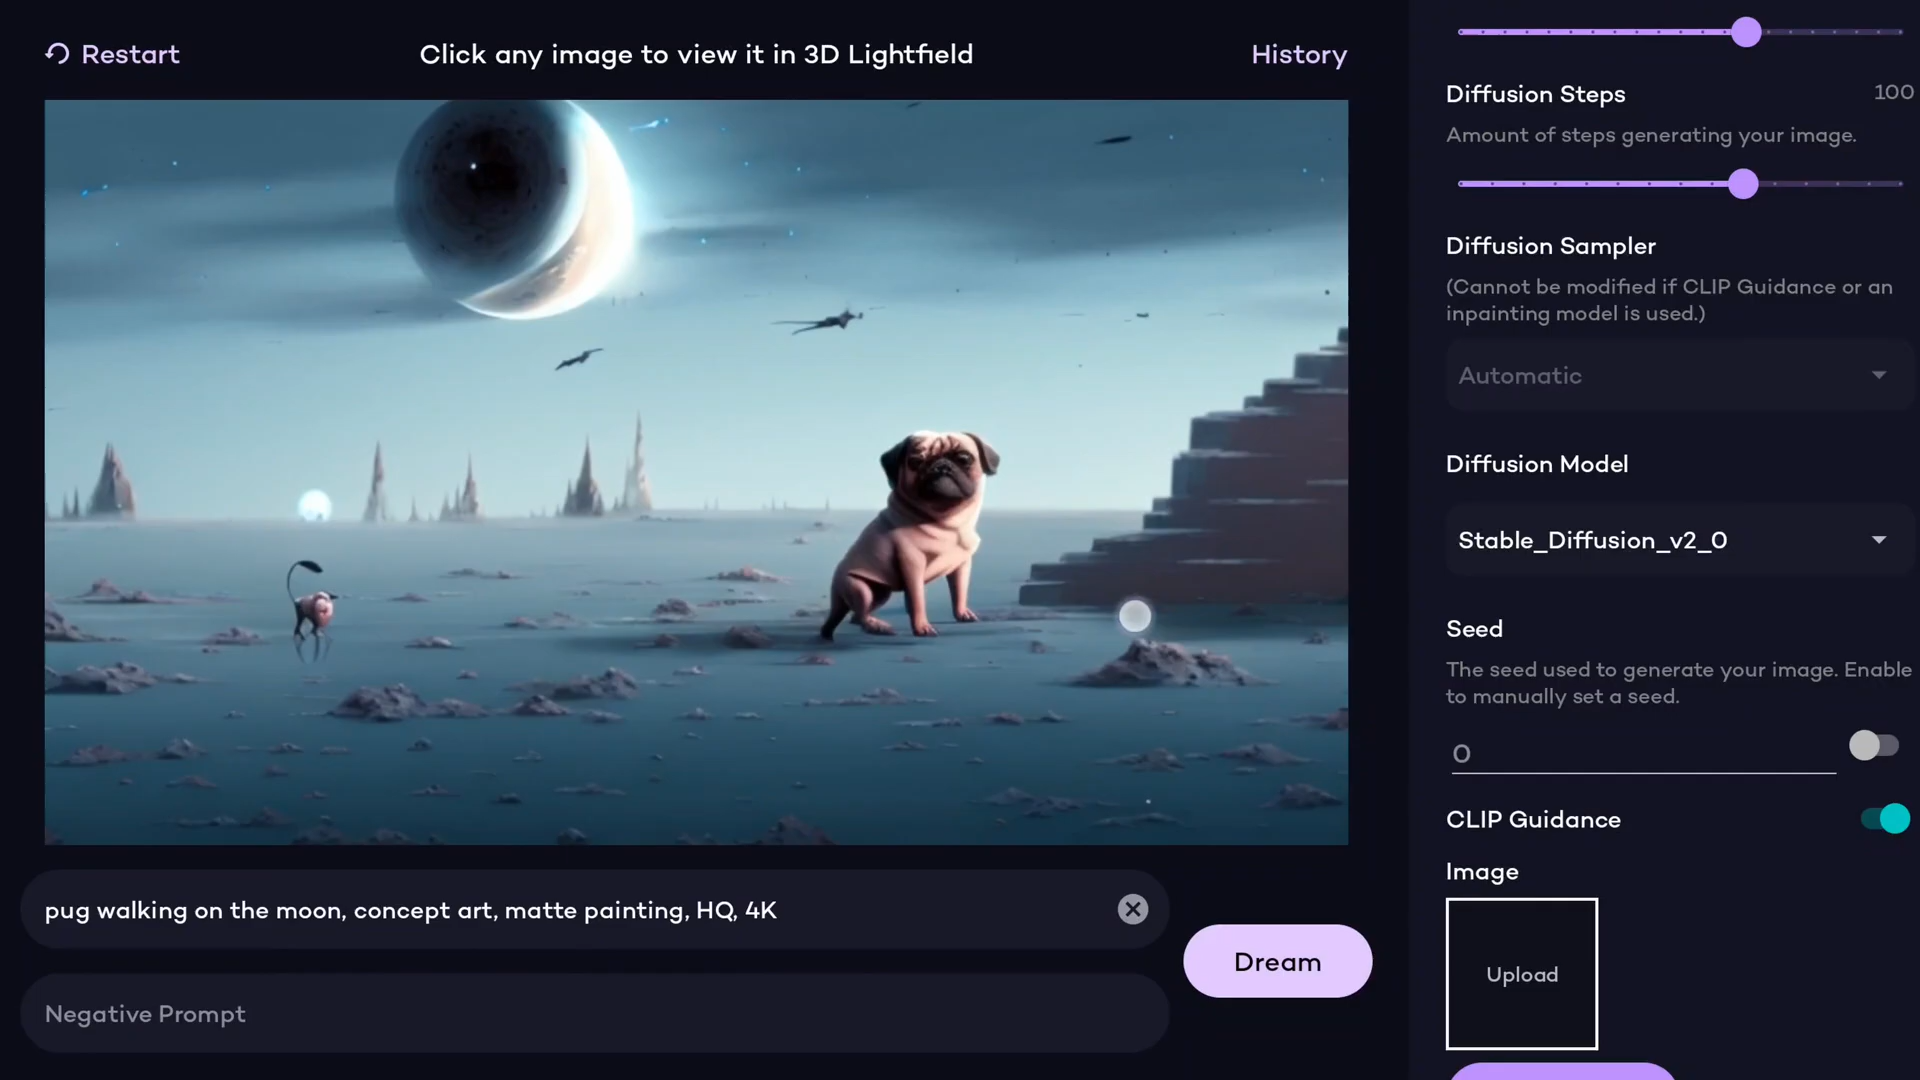 Restart
Click any image to view it in 3D Lightfield
History
pug walking on the moon, concept art, matte painting, HQ, 4K
Dream
Negative Prompt
Diffusion Steps
100
Amount of steps generating your image.
Diffusion Sampler
(Cannot be modified if CLIP Guidance or an
inpainting model is used.)
Automatic
Diffusion Model
Stable_Diffusion_v2_0
Seed
The seed used to generate your image. Enable
to manually set a seed.
0
CLIP Guidance
Image
Upload